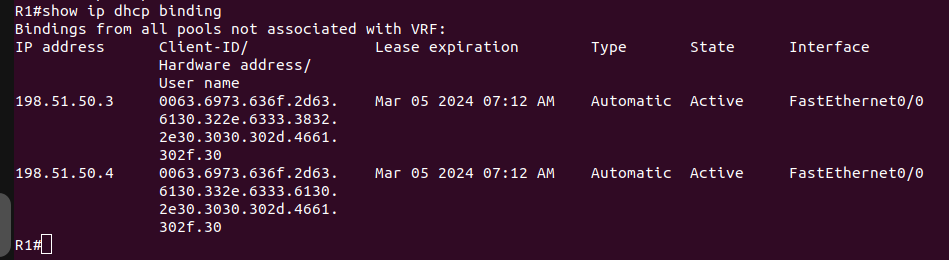 R1#show ip dhcp binding
Bindings from all pools not associated with VRF:
IP address Client-ID/ Lease expiration Type State Interface
Hardware address/
User name
198.51.50.3 0063.6973.636f.2d63. Mar 05 2024 07:12 AM Automatic Active FastEthernet0/0
6130.322e.6333.3832.
2e30.3030.302d.4661.
302f.30
198.51.50.4 0063.6973.636f.2d63. Mar 05 2024 07:12 AM Automatic Active FastEthernet0/0
6130.332e.6333.6130.
2e30.3030.302d.4661.
302f.30
R1#